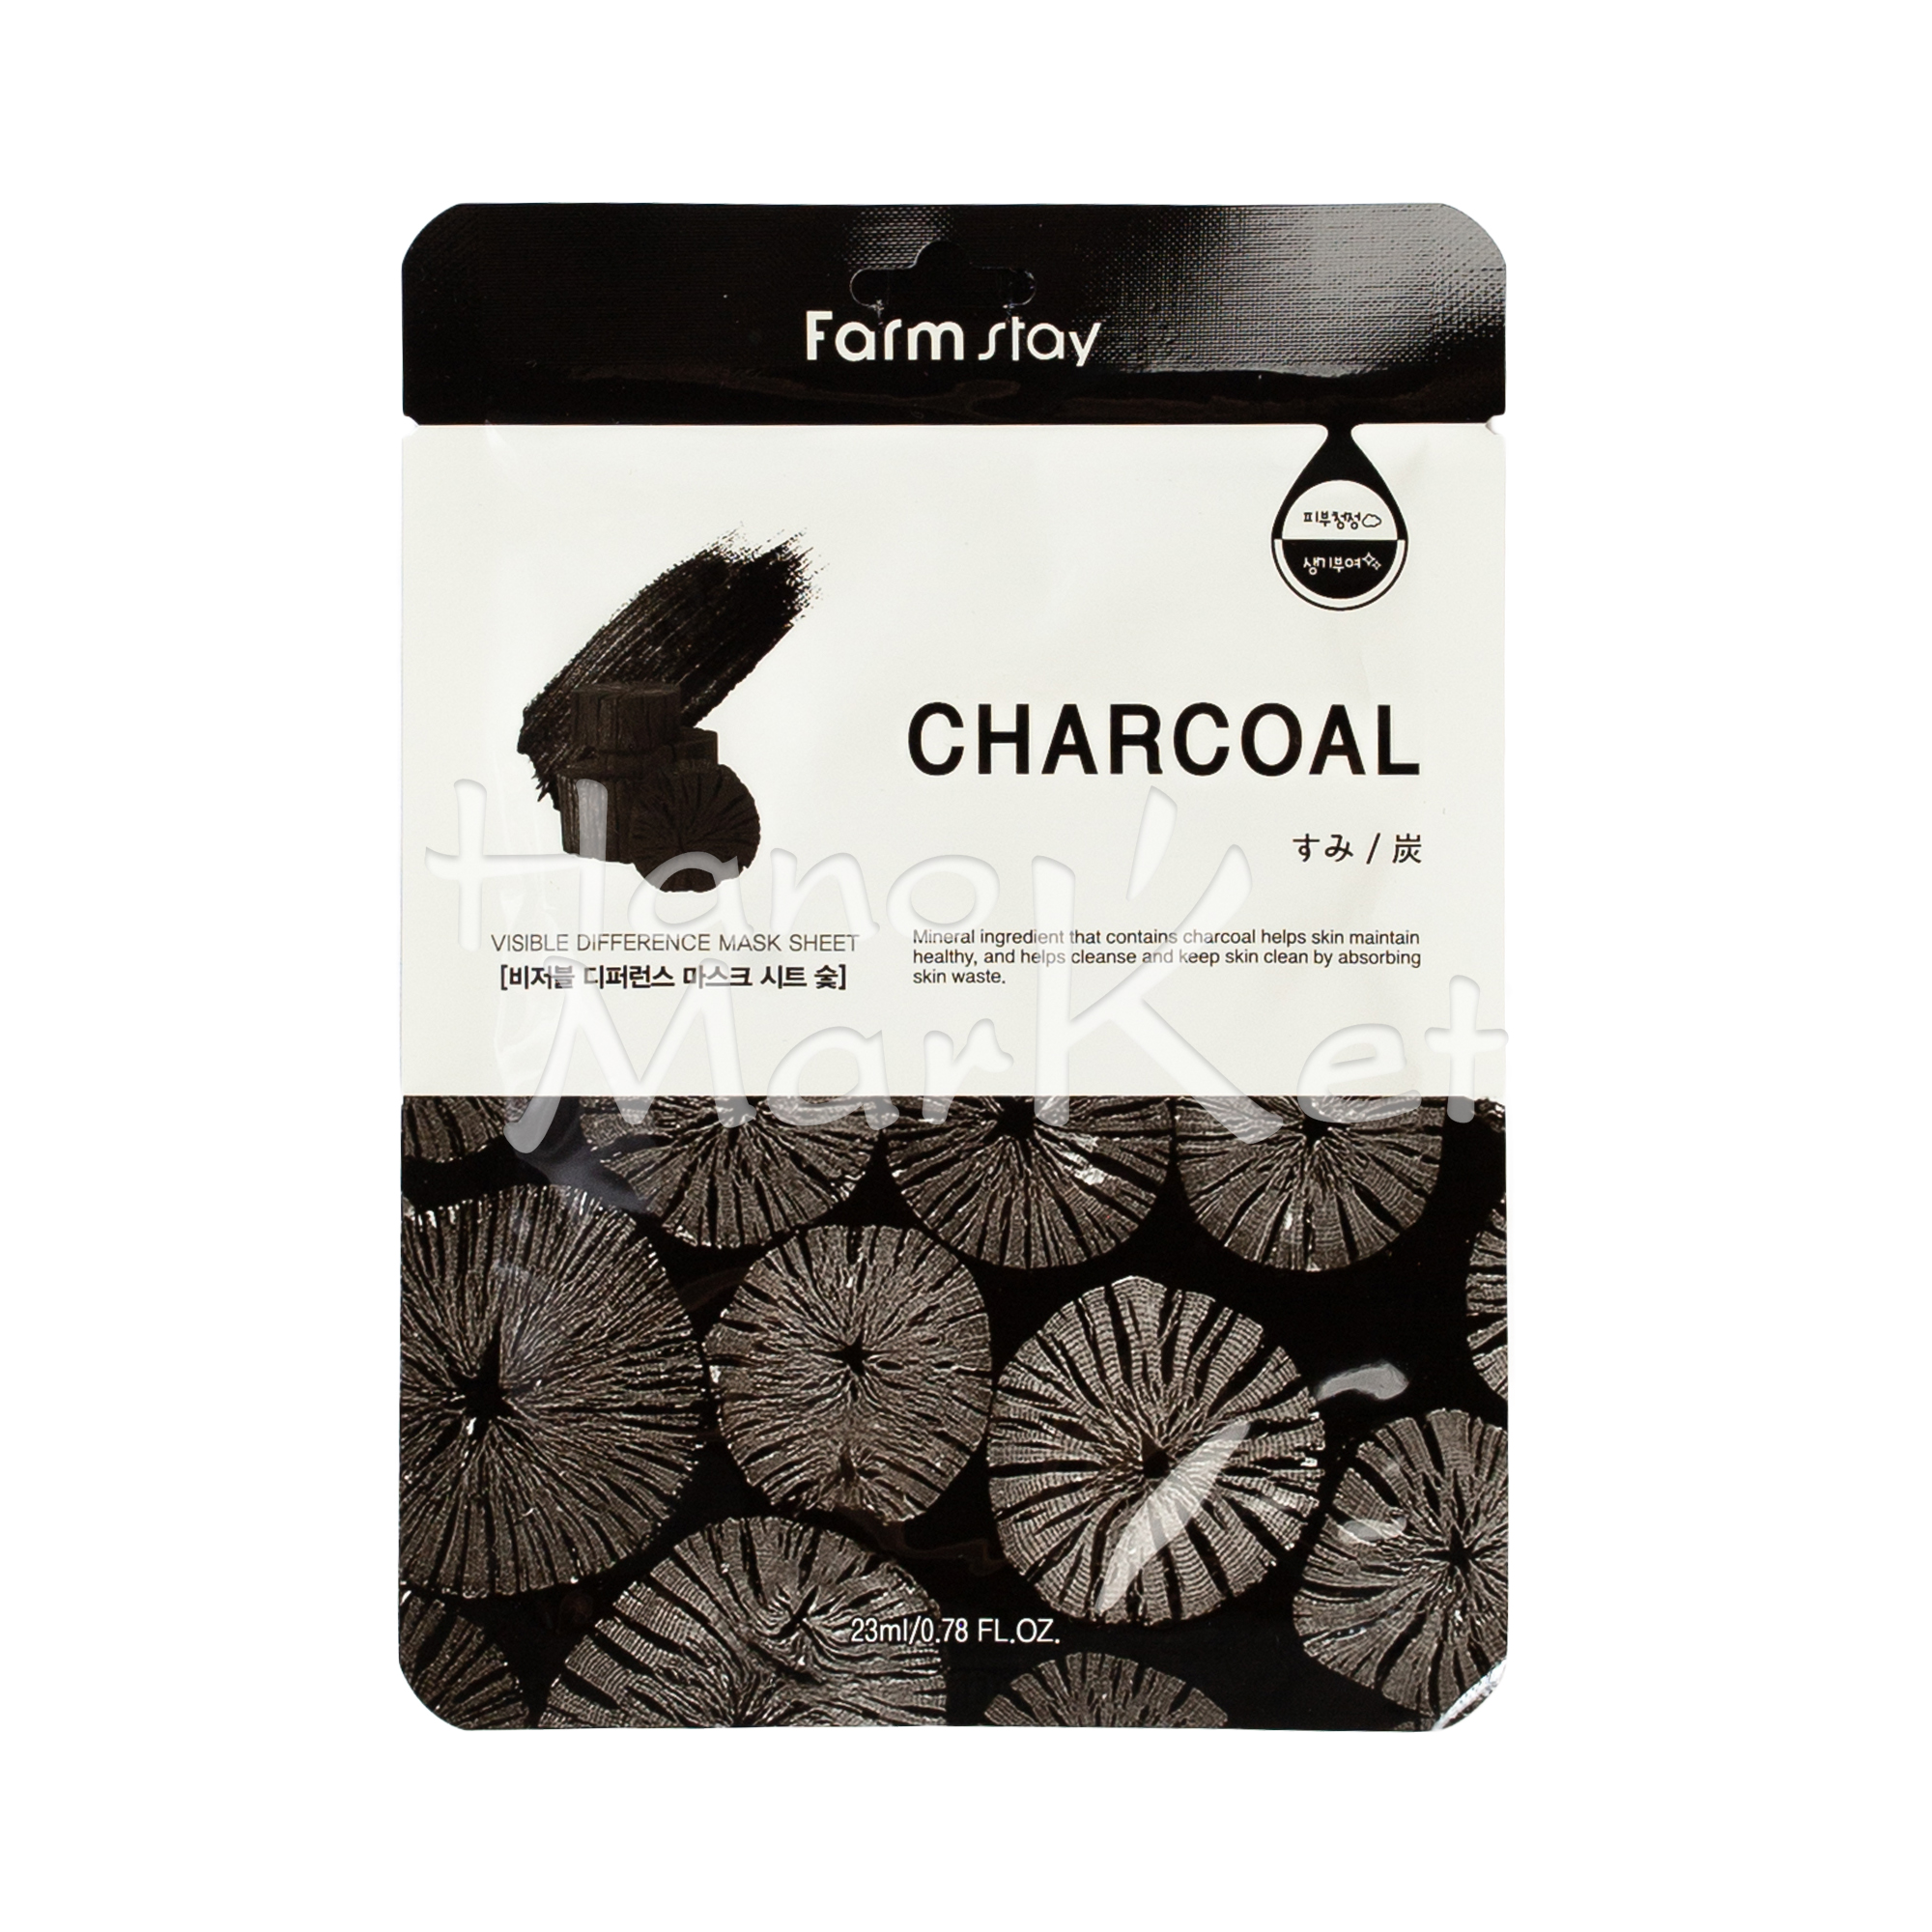 Farm stay
피부청정
생기부여
CHARCOAL
すみ / 炭
VISIBLE DIFFERENCE MASK SHEET
[비저블 디퍼런스 마스크 시트 숯]
Mineral ingredient that contains charcoal helps skin maintain
healthy, and helps cleanse and keep skin clean by absorbing
skin waste.
Hano
MarKet
23ml/0.78 FL.OZ.